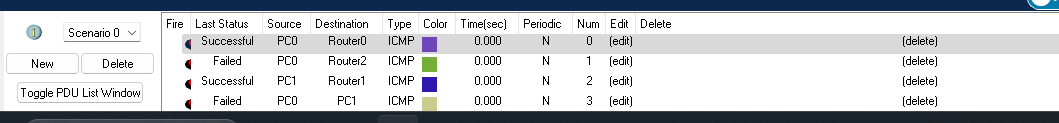 Fire Last Status Source Destination Type Color Time(sec) Periodic Num Edit Delete
Scenario 0
Successful PC0 Router0 ICMP 0.000 N 0 (edit) (delete)
New Delete
Failed PC0 Router2 ICMP 0.000 N 1 (edit) (delete)
Successful PC1 Router1 ICMP 0.000 N 2 (edit) (delete)
Toggle PDU List Window
Failed PC0 PC1 ICMP 0.000 N 3 (edit) (delete)